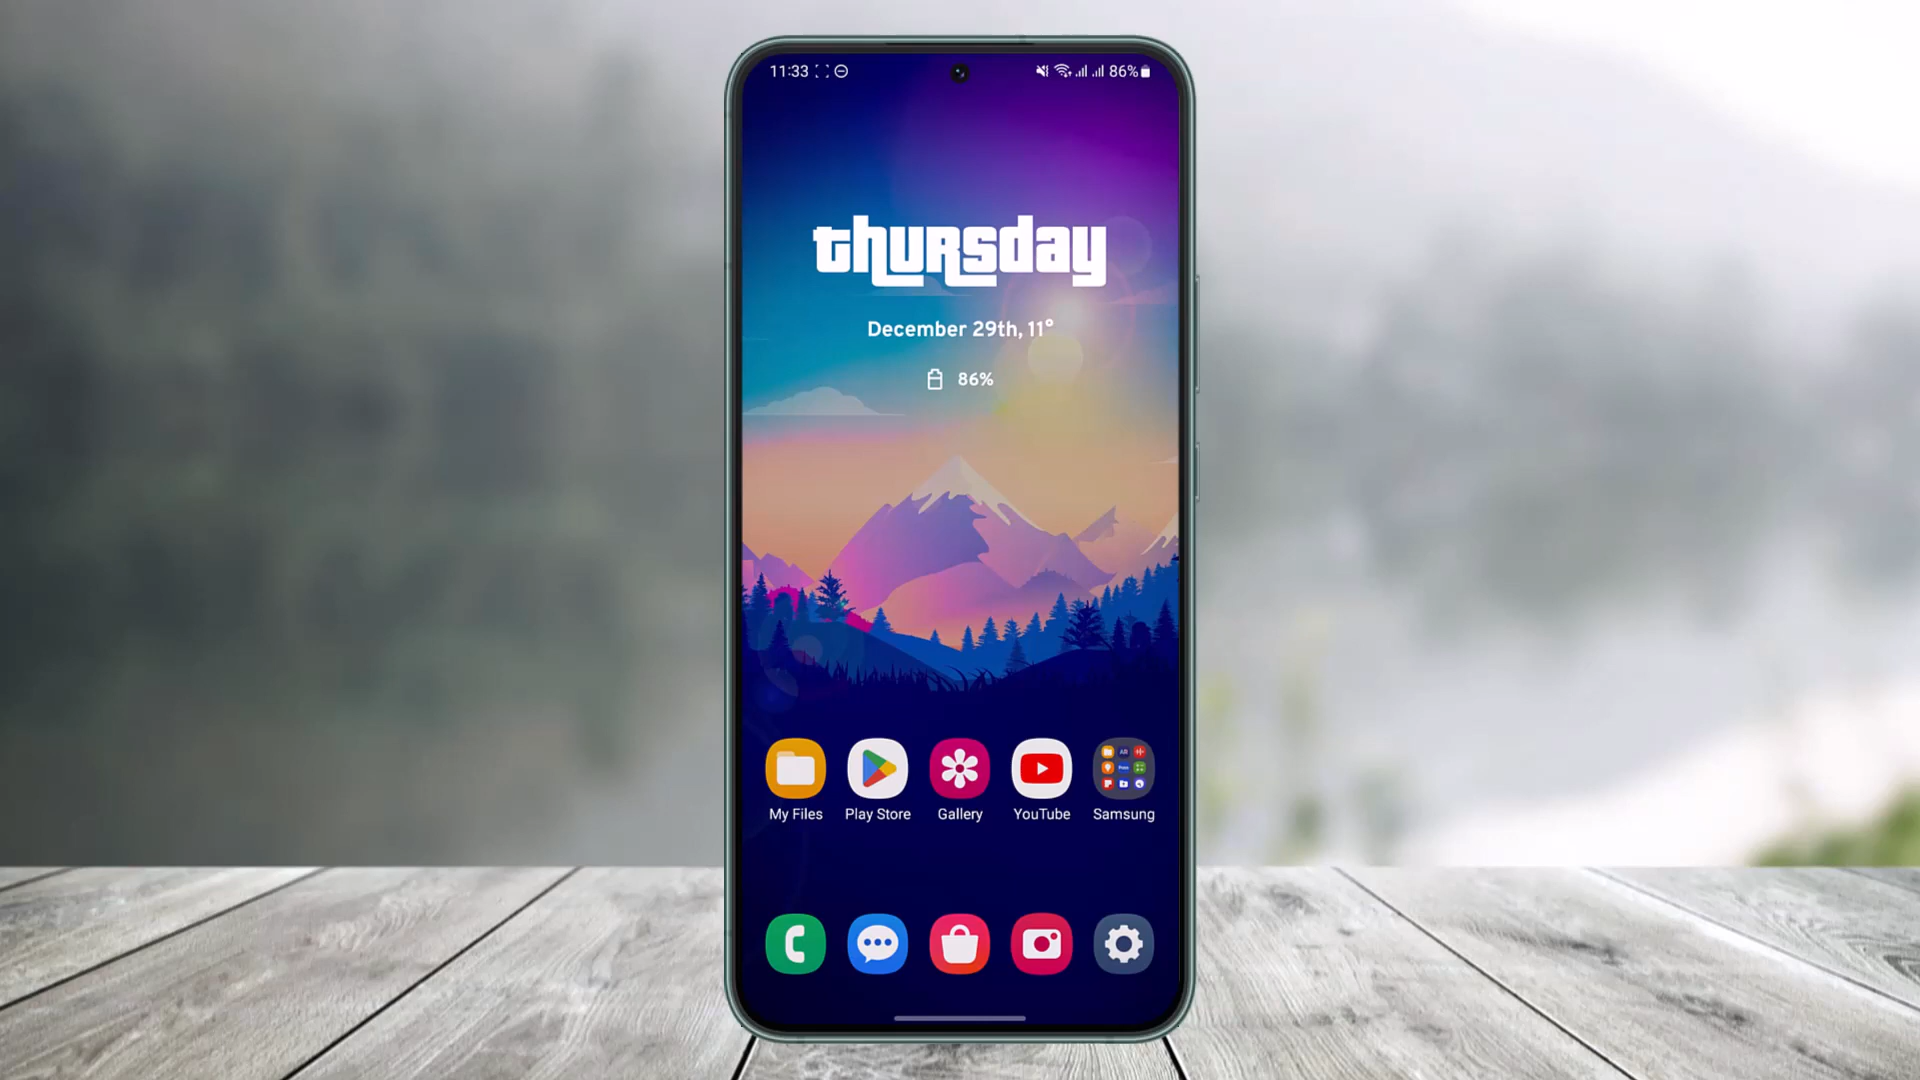 11:33 86%
thursday
December 29th, 11°
86%
My Files Play Store Gallery YouTube Samsung